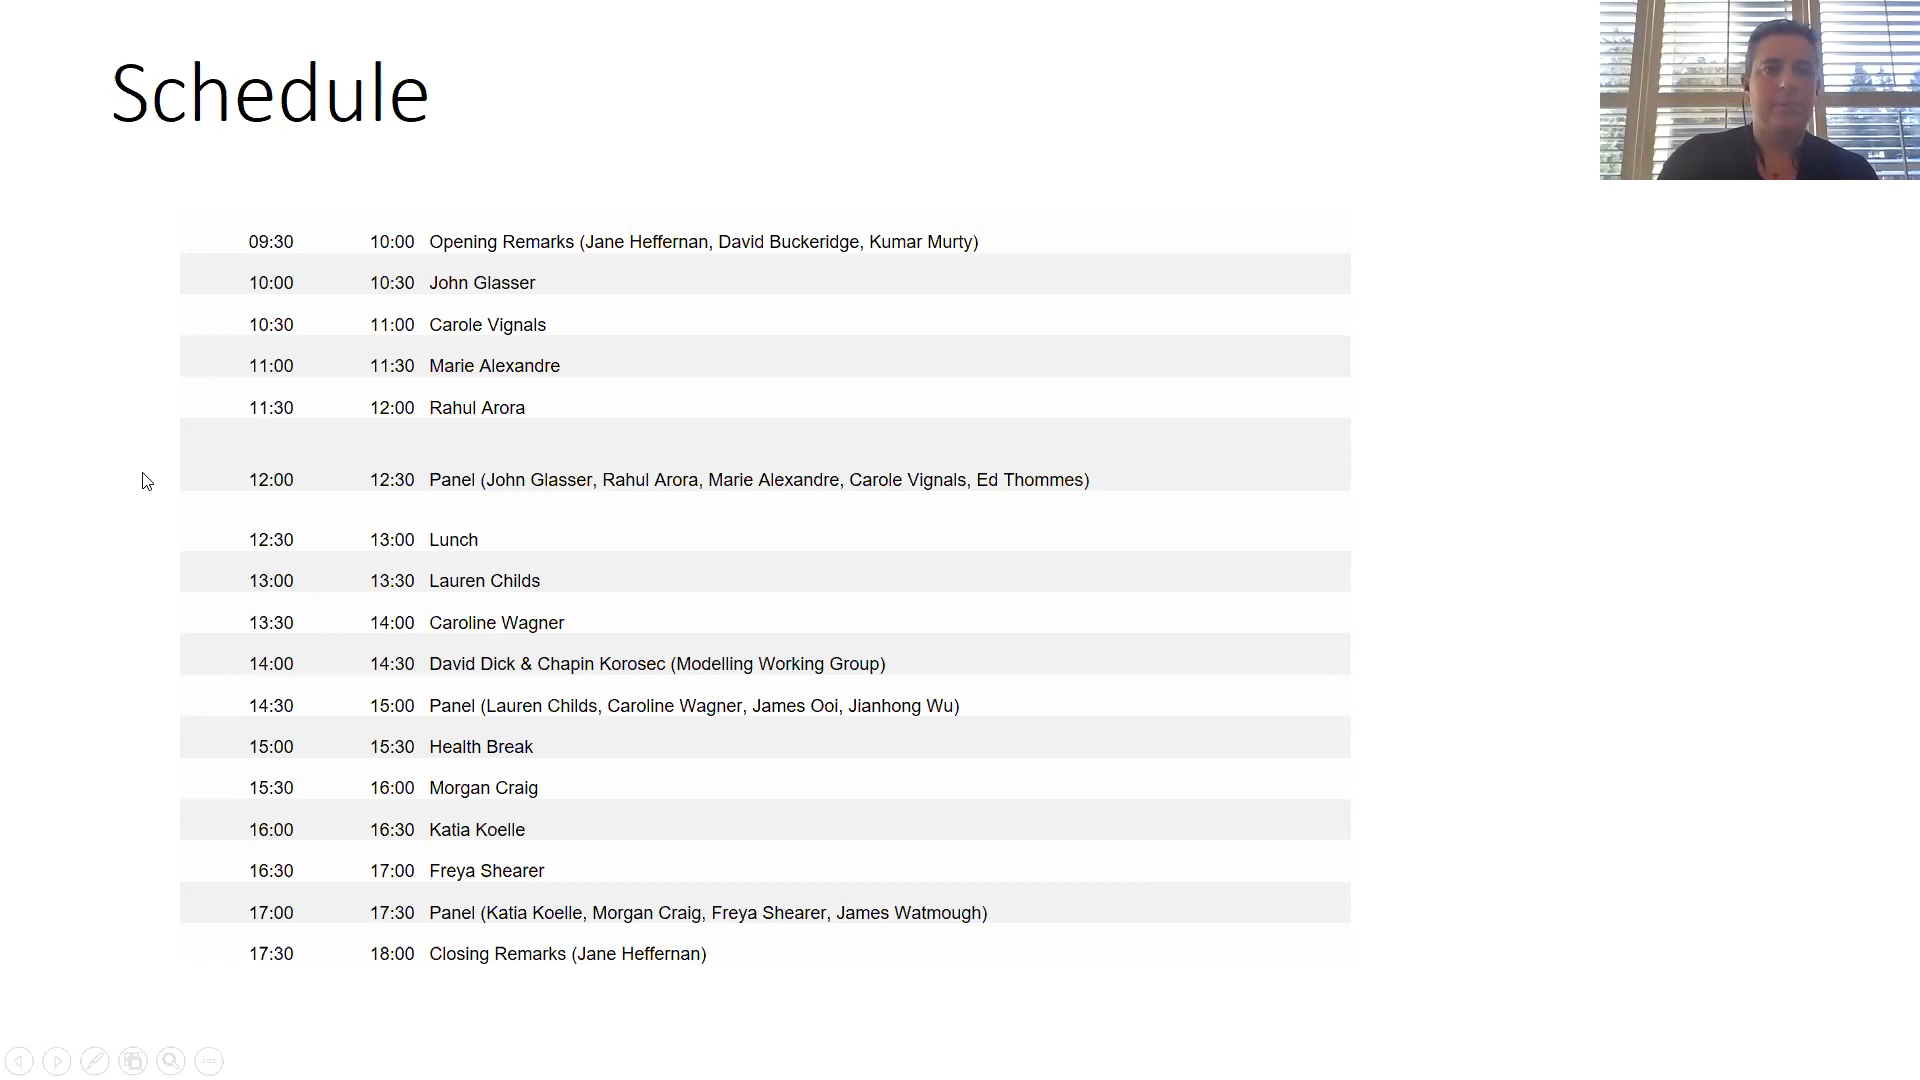 Schedule
09:30 10:00 Opening Remarks (Jane Heffernan, David Buckeridge, Kumar Murty)
10:00 10:30 John Glasser
10:30 11:00 Carole Vignals
11:00 11:30 Marie Alexandre
11:30 12:00 Rahul Arora
12:00 12:30 Panel (John Glasser, Rahul Arora, Marie Alexandre, Carole Vignals, Ed Thommes)
12:30 13:00 Lunch
13:00 13:30 Lauren Childs
13:30 14:00 Caroline Wagner
14:00 14:30 David Dick & Chapin Korosec (Modelling Working Group)
14:30 15:00 Panel (Lauren Childs, Caroline Wagner, James Ooi, Jianhong Wu)
15:00 15:30 Health Break
15:30 16:00 Morgan Craig
16:00 16:30 Katia Koelle
16:30 17:00 Freya Shearer
17:00 17:30 Panel (Katia Koelle, Morgan Craig, Freya Shearer, James Watmough)
17:30 18:00 Closing Remarks (Jane Heffernan)